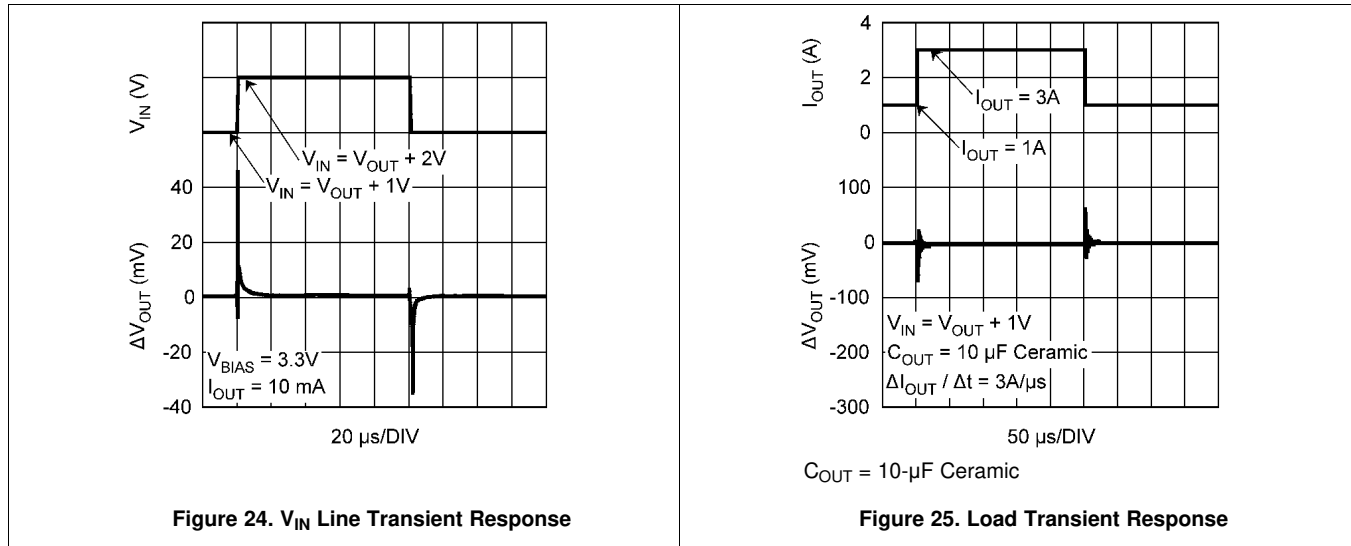 V_IN (V)
V_IN = V_OUT + 2V
V_IN = V_OUT + 1V
40
20
0
-20
-40
ΔV_OUT (mV)
V_BIAS = 3.3V
I_OUT = 10 mA
20 µs/DIV
Figure 24. V_IN Line Transient Response
4
2
0
I_OUT (A)
I_OUT = 3A
I_OUT = 1A
100
0
-100
-200
-300
ΔV_OUT (mV)
V_IN = V_OUT + 1V
C_OUT = 10 µF Ceramic
ΔI_OUT / Δt = 3A/µs
50 µs/DIV
C_OUT = 10-µF Ceramic
Figure 25. Load Transient Response